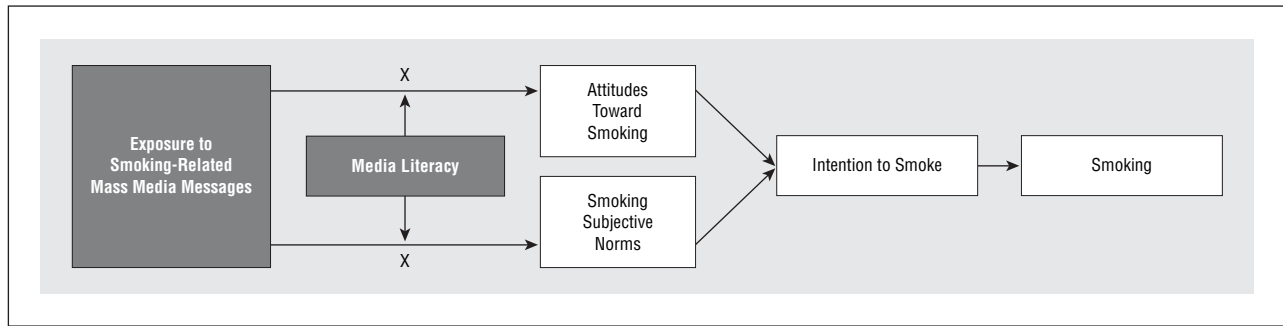 Exposure to
Smoking-Related
Mass Media Messages
X
Media Literacy
X
Attitudes
Toward
Smoking
Smoking
Subjective
Norms
Intention to Smoke
Smoking